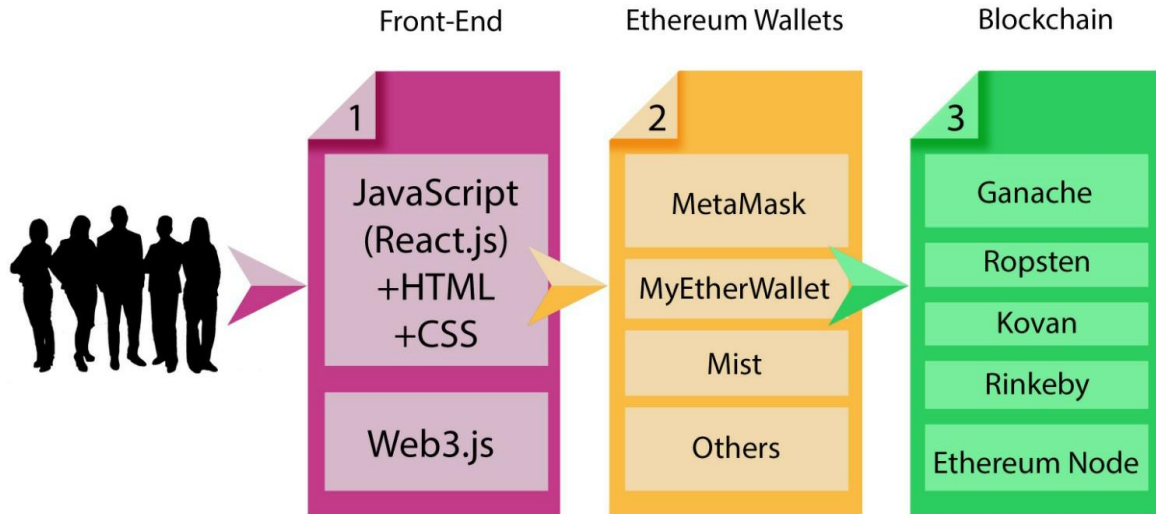 Front-End
Ethereum Wallets
Blockchain
1
JavaScript
(React.js)
+HTML
+CSS
Web3.js
2
MetaMask
MyEtherWallet
Mist
Others
3
Ganache
Ropsten
Kovan
Rinkeby
Ethereum Node